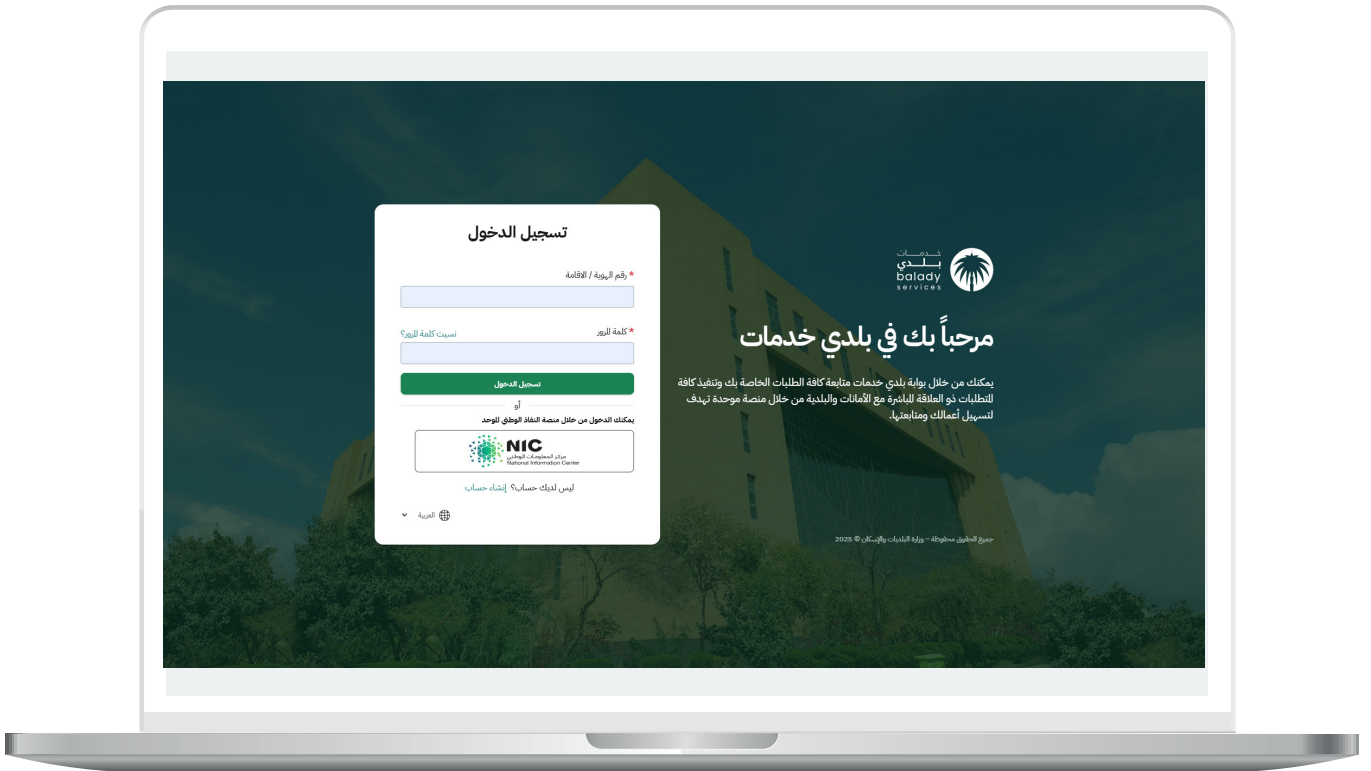 خدمات
بلدي
balady
services
مرحباً بك في بلدي خدمات
يمكنك من خلال بوابة بلدي خدمات متابعة كافة الطلبات الخاصة بك وتنفيذ كافة
المتطلبات ذو العلاقة المباشرة مع الأمانات والبلدية من خلال منصة موحدة تهدف
لتسهيل أعمالك ومتابعتها.
جميع الحقوق محفوظة – وزارة البلديات والإسكان © 2025
تسجيل الدخول
* رقم الهوية / الاقامة
* كلمة المرور نسيت كلمة المرور؟
تسجيل الدخول
أو
يمكنك الدخول من خلال منصة النفاذ الوطني الموحد
NIC
مركز المعلومات الوطني
National Information Center
ليس لديك حساب؟ إنشاء حساب
العربية